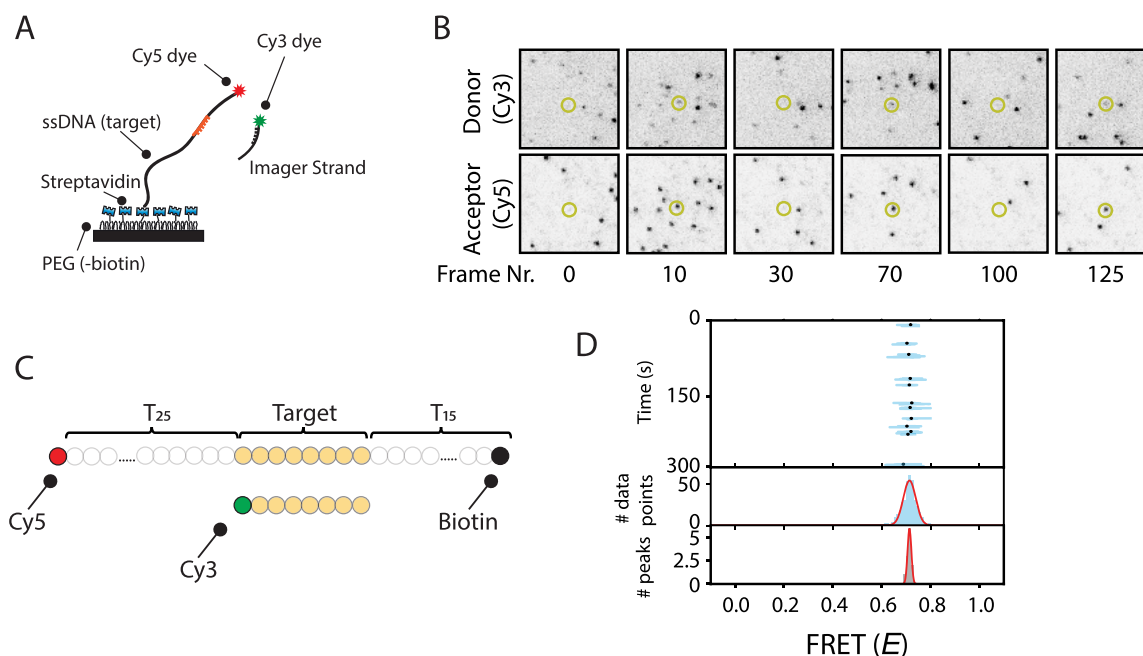 A
Cy5 dye
Cy3 dye
ssDNA (target)
Imager Strand
Streptavidin
PEG (-biotin)
B
Donor
(Cy3)
Acceptor
(Cy5)
Frame Nr. 0 10 30 70 100 125
C
T25 Target T15
Cy5
Cy3
Biotin
D
0
150
300
Time (s)
50
0
# data
points
5
2.5
0
# peaks
0.0 0.2 0.4 0.6 0.8 1.0
FRET (E)